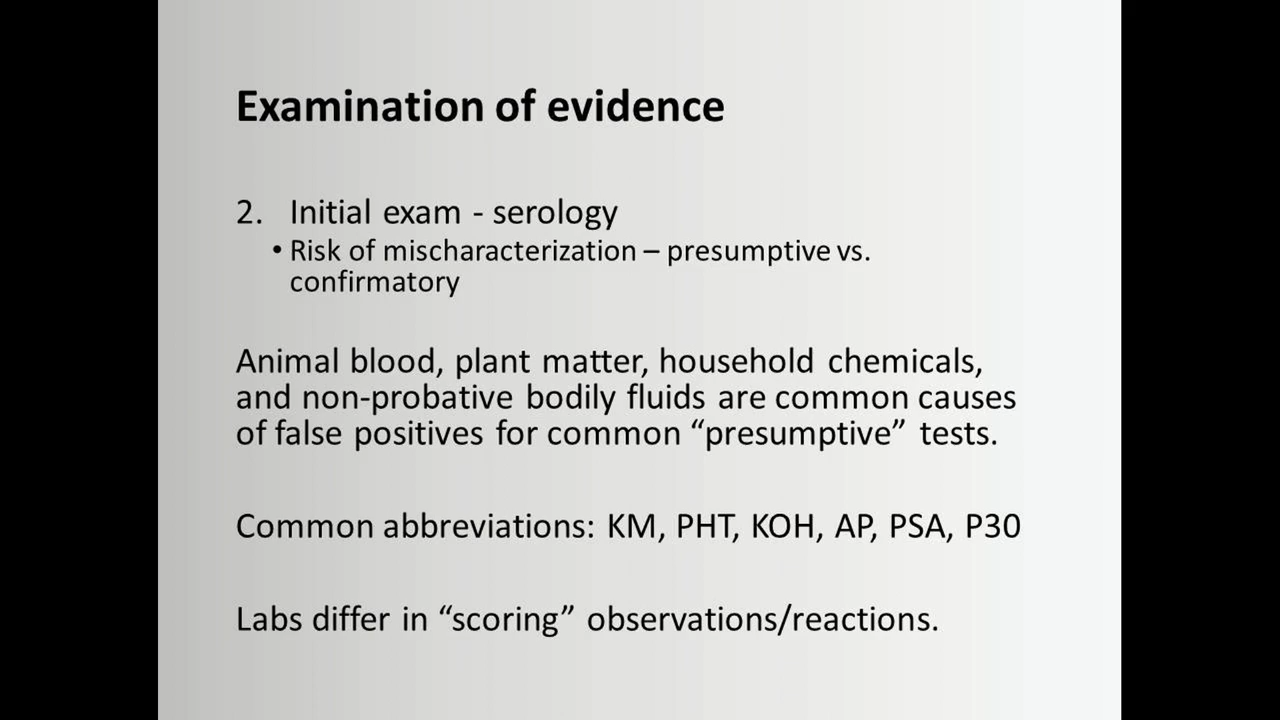 Examination of evidence
2. Initial exam - serology
• Risk of mischaracterization – presumptive vs.
confirmatory
Animal blood, plant matter, household chemicals,
and non-probative bodily fluids are common causes
of false positives for common “presumptive” tests.
Common abbreviations: KM, PHT, KOH, AP, PSA, P30
Labs differ in “scoring” observations/reactions.